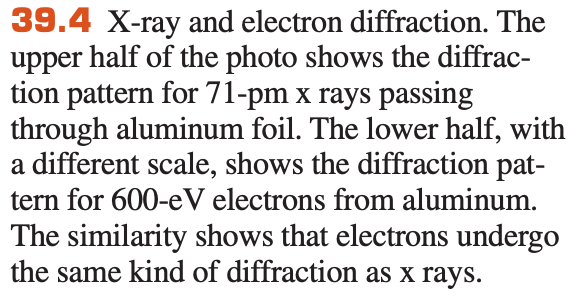 39.4 X-ray and electron diffraction. The
upper half of the photo shows the diffrac-
tion pattern for 71-pm x rays passing
through aluminum foil. The lower half, with
a different scale, shows the diffraction pat-
tern for 600-eV electrons from aluminum.
The similarity shows that electrons undergo
the same kind of diffraction as x rays.